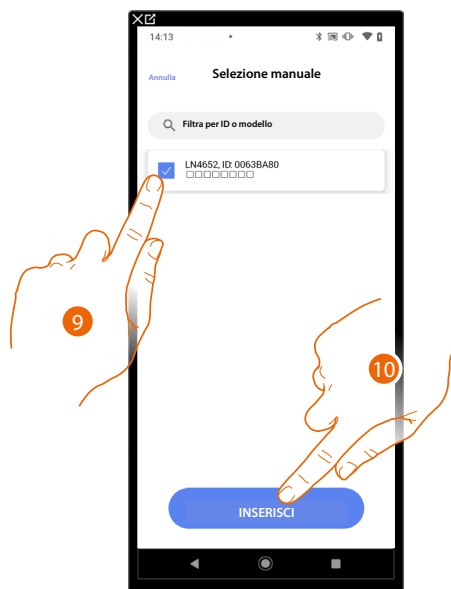 14:13
Annulla
Selezione manuale
Filtra per ID o modello
LN4652, ID: 0063BA80
□□□□□□□□
9
10
INSERISCI